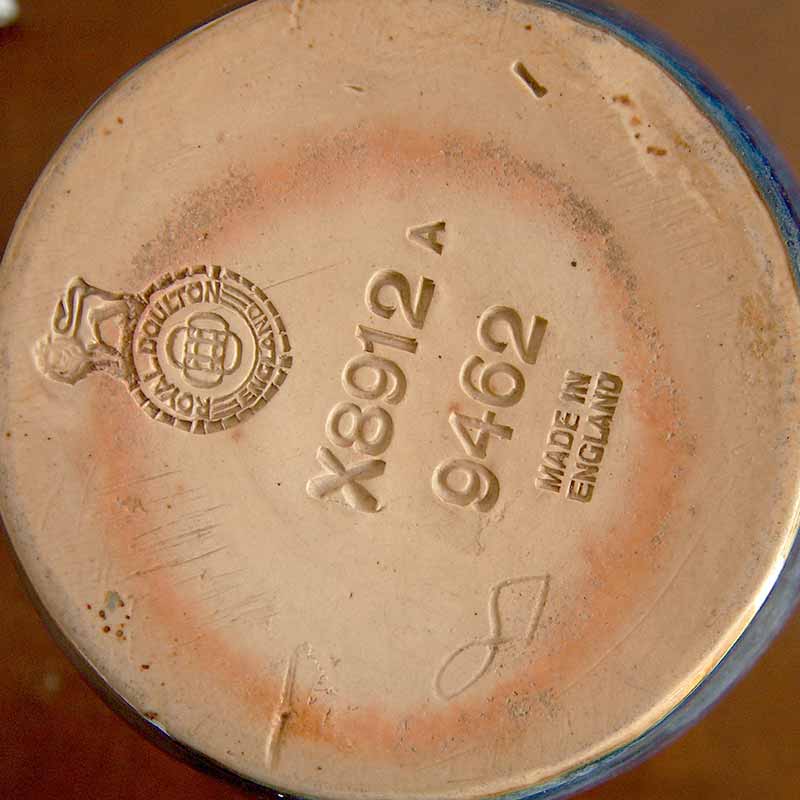 ROYAL DOULTON
ENGLAND
X8912 A
9462
MADE IN
ENGLAND